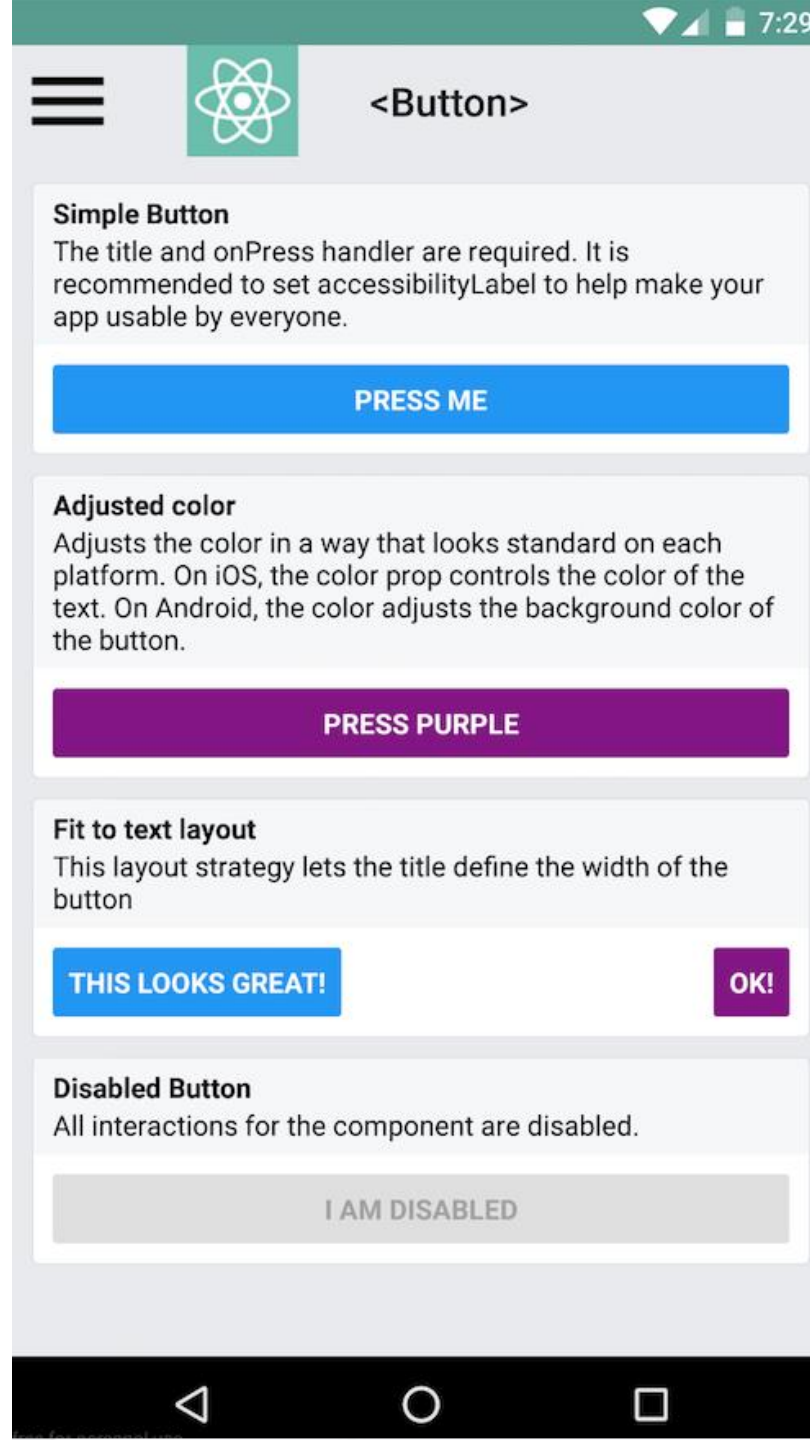 7:29
<Button>
Simple Button
The title and onPress handler are required. It is
recommended to set accessibilityLabel to help make your
app usable by everyone.
PRESS ME
Adjusted color
Adjusts the color in a way that looks standard on each
platform. On iOS, the color prop controls the color of the
text. On Android, the color adjusts the background color of
the button.
PRESS PURPLE
Fit to text layout
This layout strategy lets the title define the width of the
button
THIS LOOKS GREAT! OK!
Disabled Button
All interactions for the component are disabled.
I AM DISABLED
free for personal use